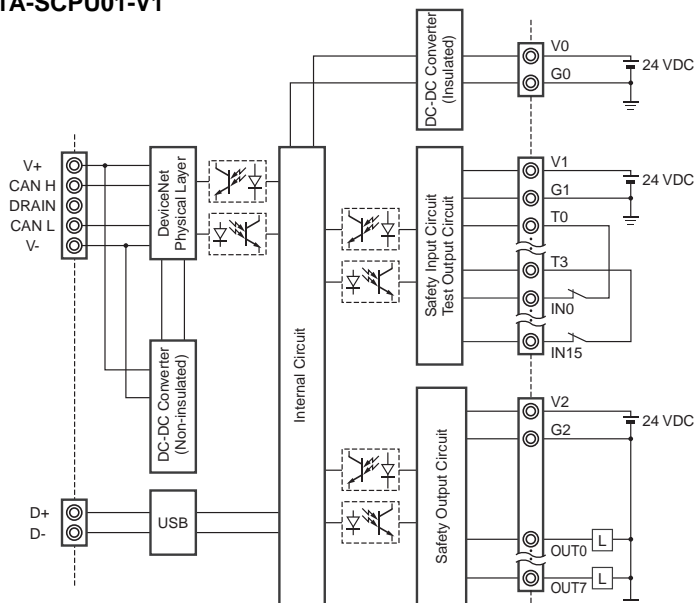 TA-SCPU01-V1
DC-DC Converter
(Insulated)
V0
G0
24 VDC
V+
CAN H
DRAIN
CAN L
V-
DeviceNet
Physical Layer
DC-DC Converter
(Non-insulated)
Internal Circuit
Safety Input Circuit
Test Output Circuit
V1
G1
T0
T3
IN0
IN15
24 VDC
D+
D-
USB
Safety Output Circuit
V2
G2
24 VDC
OUT0
L
OUT7
L